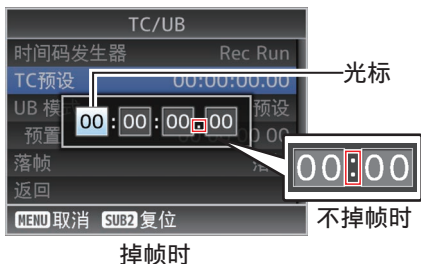 TC/UB
时间码发生器 Rec Run
TC预设 00:00:00.00
UB 模 预设
00:00:00.00
预置 00 00
落帧 落
返回
MENU 取消 SUB2 复位
光标
00:00
不掉帧时
掉帧时